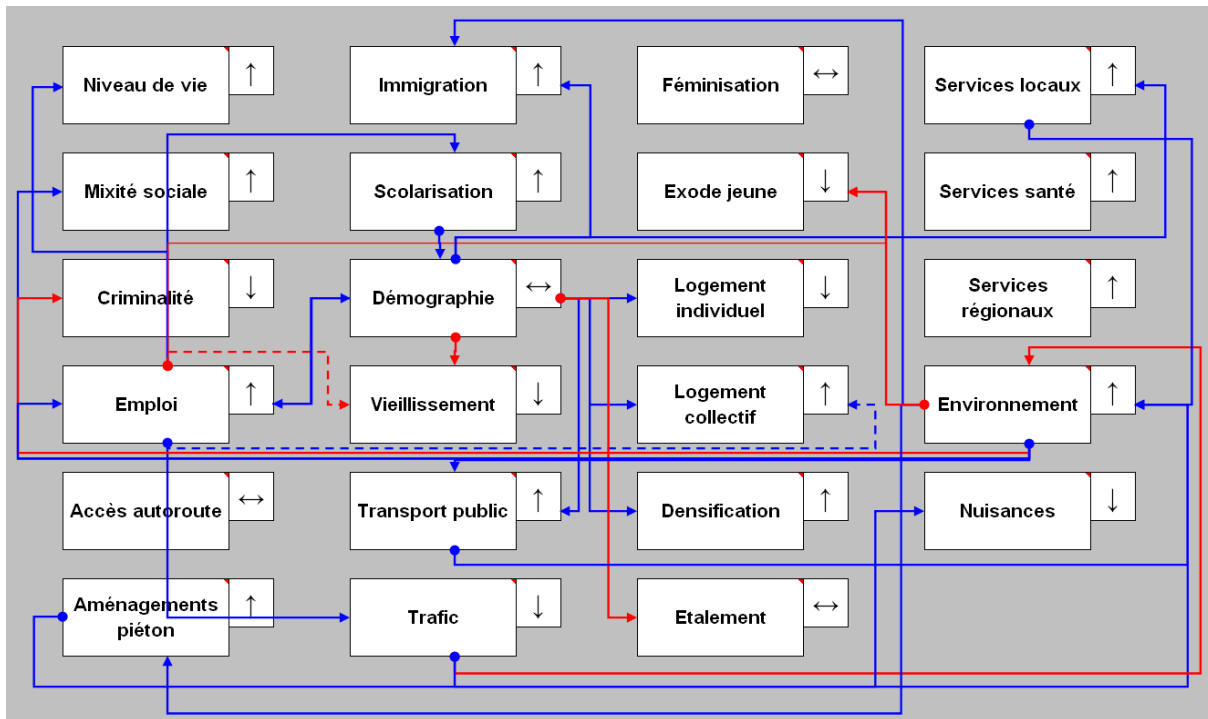 Niveau de vie ↑
Immigration ↑
Féminisation ↔
Services locaux ↑
Mixité sociale ↑
Scolarisation ↑
Exode jeune ↓
Services santé ↑
Criminalité ↓
Démographie ↔
Logement
individuel ↓
Services
régionaux ↑
Emploi ↑
Vieillissement ↓
Logement
collectif ↑
Environnement ↑
Accès autoroute ↔
Transport public ↑
Densification ↑
Nuisances ↓
Aménagements
piéton ↑
Trafic ↓
Etalement ↔